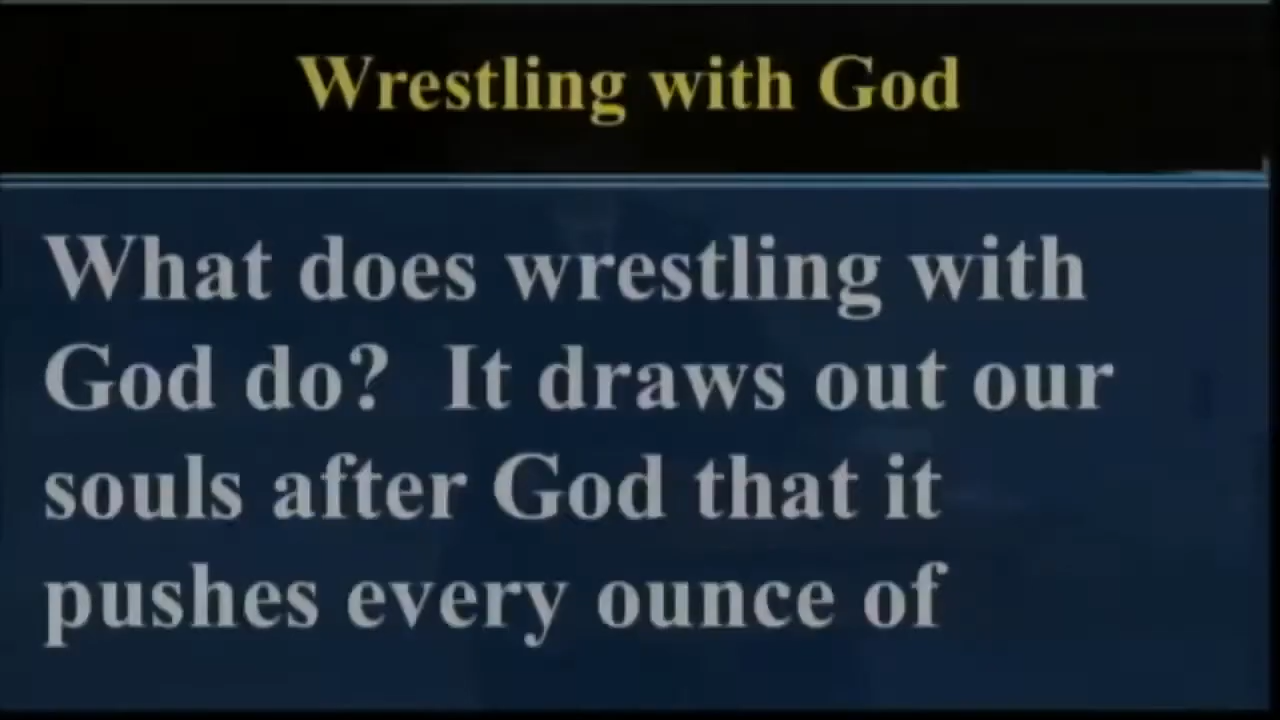 Wrestling with God
What does wrestling with
God do? It draws out our
souls after God that it
pushes every ounce of